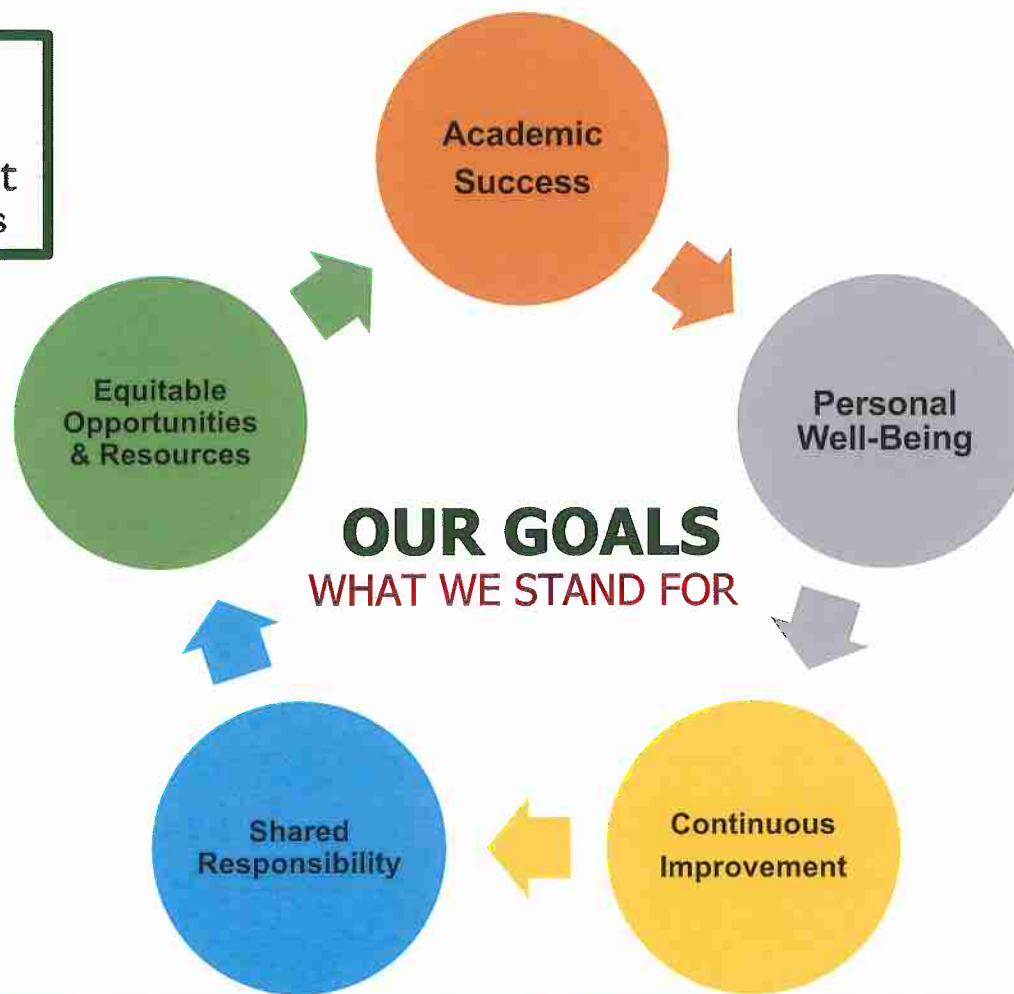 Academic
Success
Personal
Well-Being
Continuous
Improvement
Shared
Responsibility
Equitable
Opportunities
& Resources
OUR GOALS
WHAT WE STAND FOR